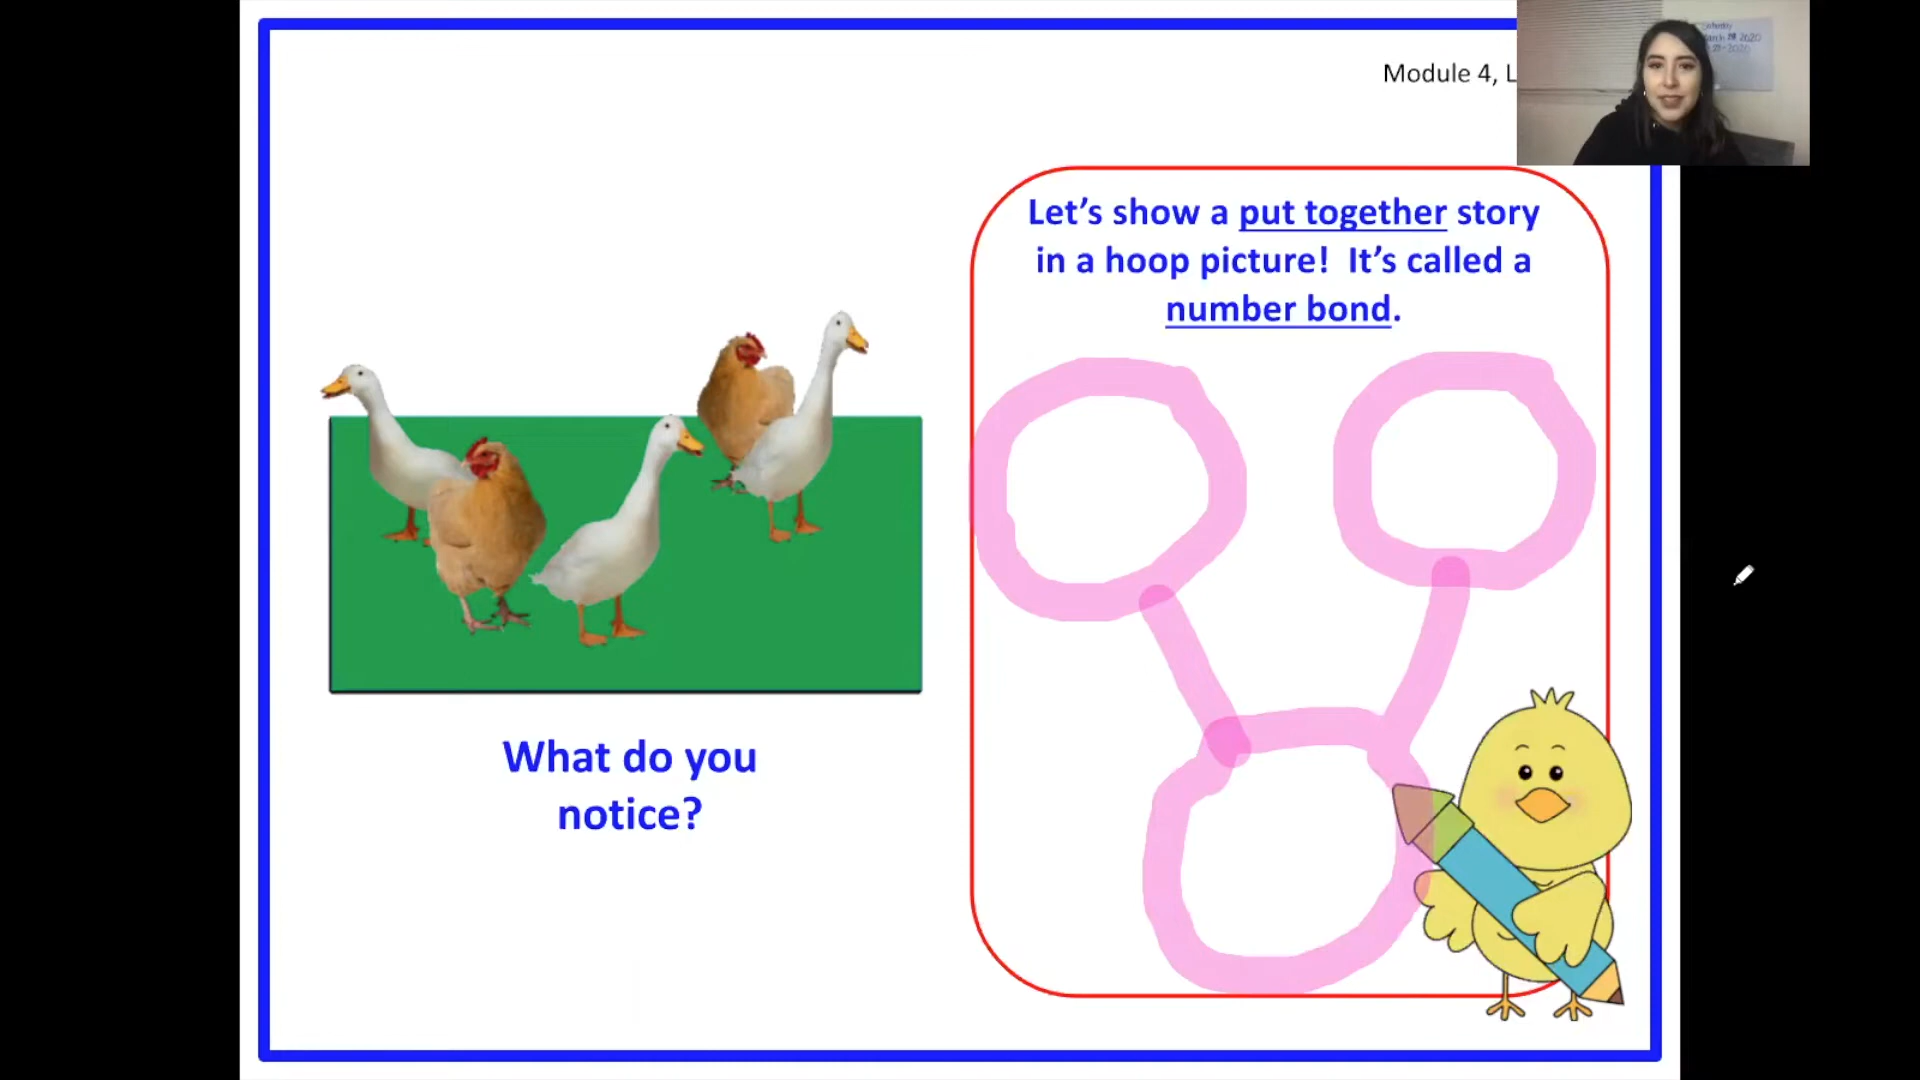 Module 4, L
Let's show a put together story
in a hoop picture! It's called a
number bond.
What do you
notice?